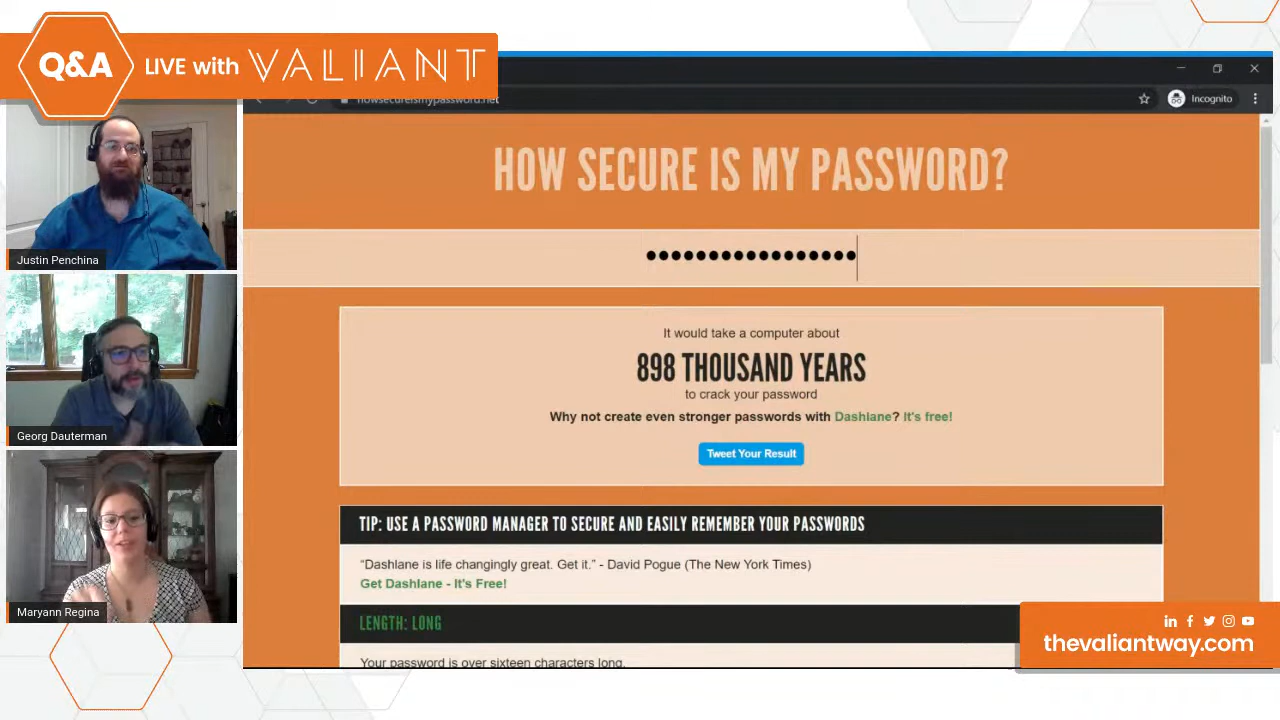 Q&A
LIVE with VALIANT
howsecureismypassword.net
Incognito
HOW SECURE IS MY PASSWORD?
It would take a computer about
898 THOUSAND YEARS
to crack your password
Why not create even stronger passwords with Dashlane? It's free!
Tweet Your Result
TIP: USE A PASSWORD MANAGER TO SECURE AND EASILY REMEMBER YOUR PASSWORDS
“Dashlane is life changingly great. Get it.” - David Pogue (The New York Times)
Get Dashlane - It's Free!
LENGTH: LONG
Your password is over sixteen characters long.
Justin Penchina
Georg Dauterman
Maryann Regina
thevaliantway.com